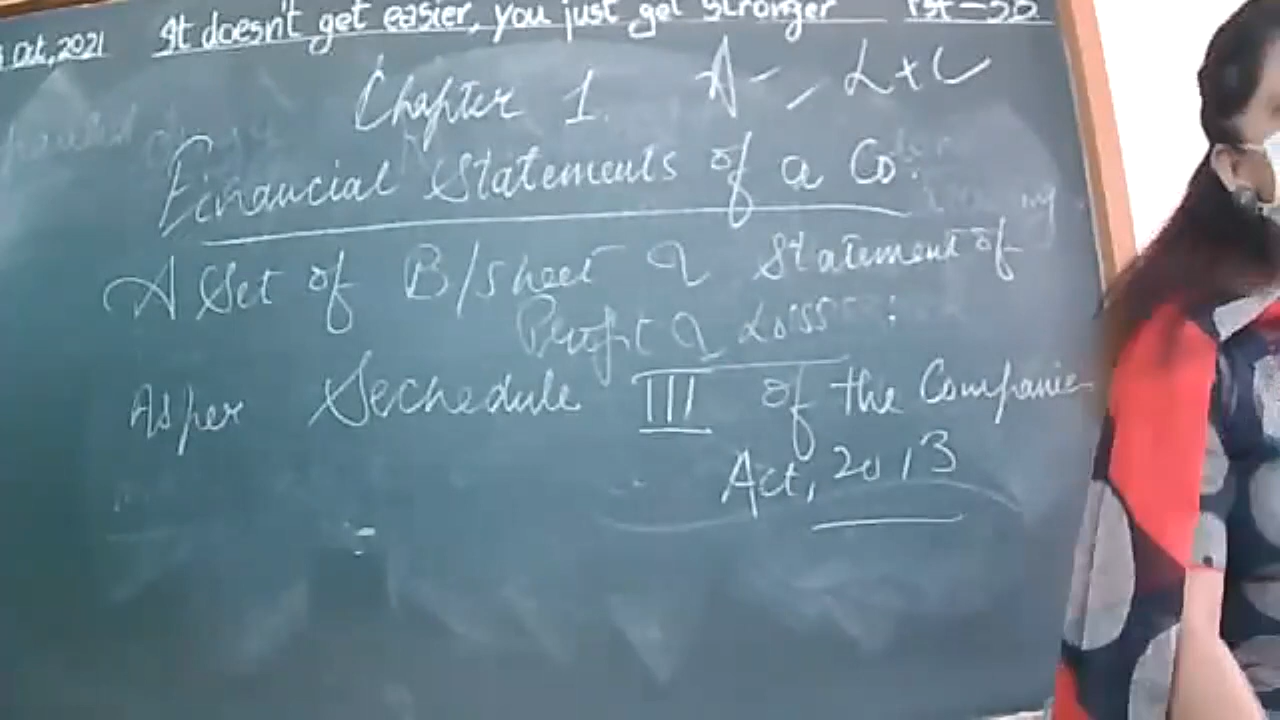 Oct, 2021 It doesn't get easier, you just get stronger
Chapter 1. A = L + C
Financial Statements of a Co.
A Set of B/Sheet & Statement of
Profit & Loss :
As per Sechedule III of the Companie
Act, 2013